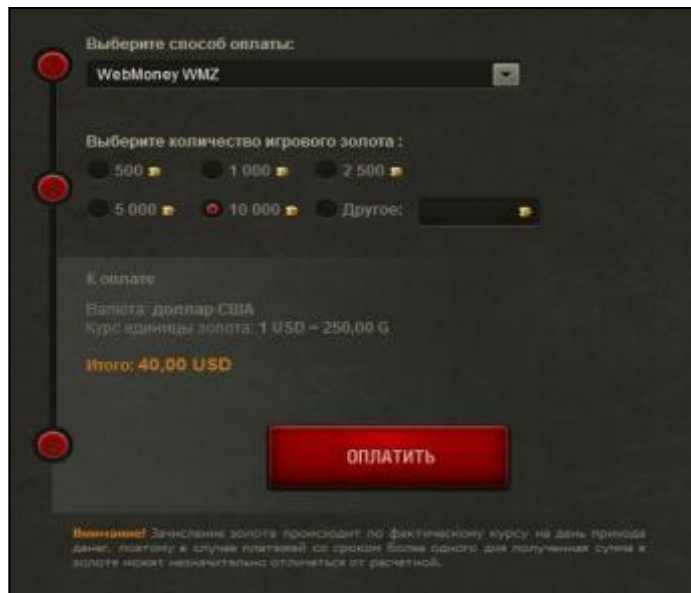 Выберите способ оплаты:
WebMoney WMZ
Выберите количество игрового золота :
500 1 000 2 500
5 000 10 000 Другое:
К оплате
Валюта: доллар США
Курс единицы золота: 1 USD ~ 250,00 G
Итого: 40,00 USD
ОПЛАТИТЬ
Внимание! Зачисление золота происходит по фактическому курсу на день прихода
денег, поэтому в случае платежей со сроком более одного дня полученная сумма в
золоте может незначительно отличаться от расчетной.